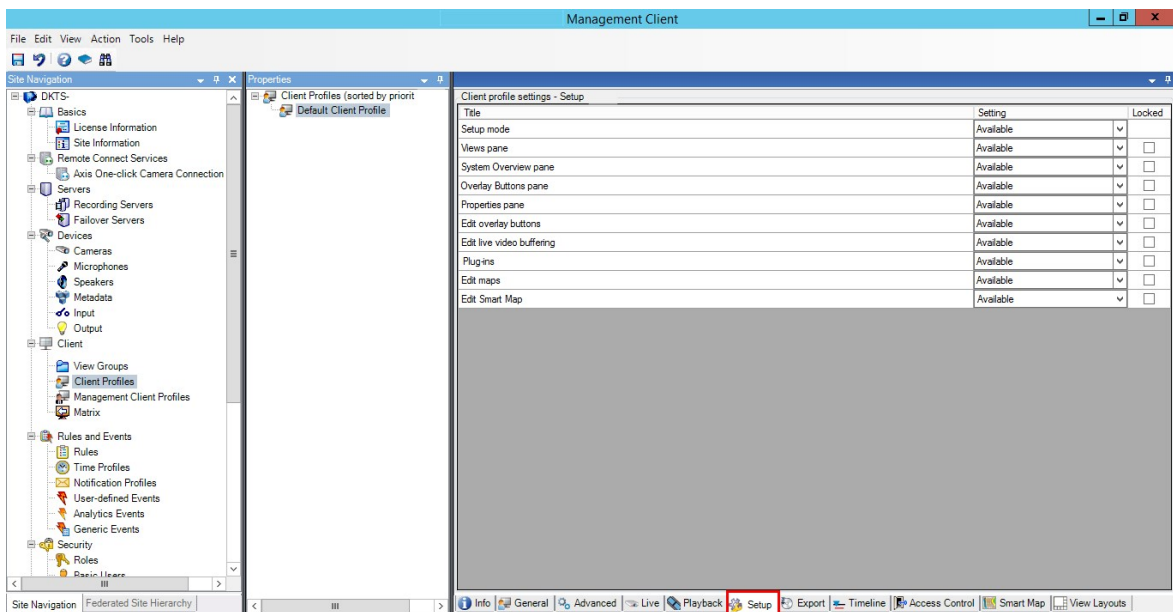 Management Client
File Edit View Action Tools Help
Site Navigation
DKTS-
Basics
License Information
Site Information
Remote Connect Services
Axis One-click Camera Connection
Servers
Recording Servers
Failover Servers
Devices
Cameras
Microphones
Speakers
Metadata
Input
Output
Client
View Groups
Client Profiles
Management Client Profiles
Matrix
Rules and Events
Rules
Time Profiles
Notification Profiles
User-defined Events
Analytics Events
Generic Events
Security
Roles
Basic Users
Site Navigation Federated Site Hierarchy
Properties
Client Profiles (sorted by priorit
Default Client Profile
Client profile settings - Setup
Title Setting Locked
Setup mode Available
Views pane Available
System Overview pane Available
Overlay Buttons pane Available
Properties pane Available
Edit overlay buttons Available
Edit live video buffering Available
Plug-ins Available
Edit maps Available
Edit Smart Map Available
Info General Advanced Live Playback Setup Export Timeline Access Control Smart Map View Layouts